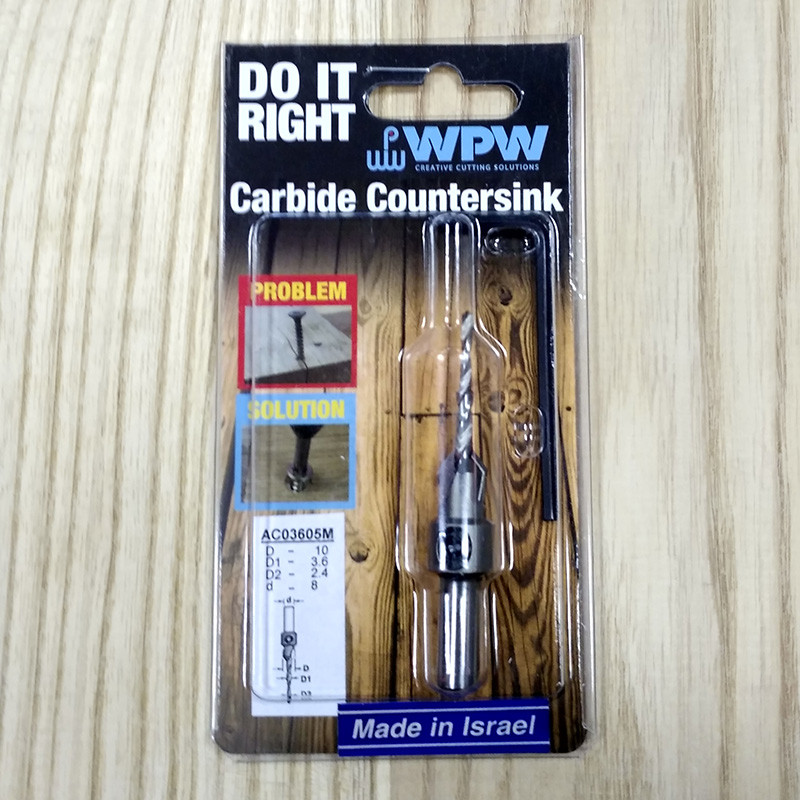 DO IT
RIGHT
WPW
CREATIVE CUTTING SOLUTIONS
Carbide Countersink
PROBLEM
SOLUTION
AC03605M
D - 10
D1 - 3.6
D2 - 2.4
d - 8
d
D
D1
D2
Made in Israel